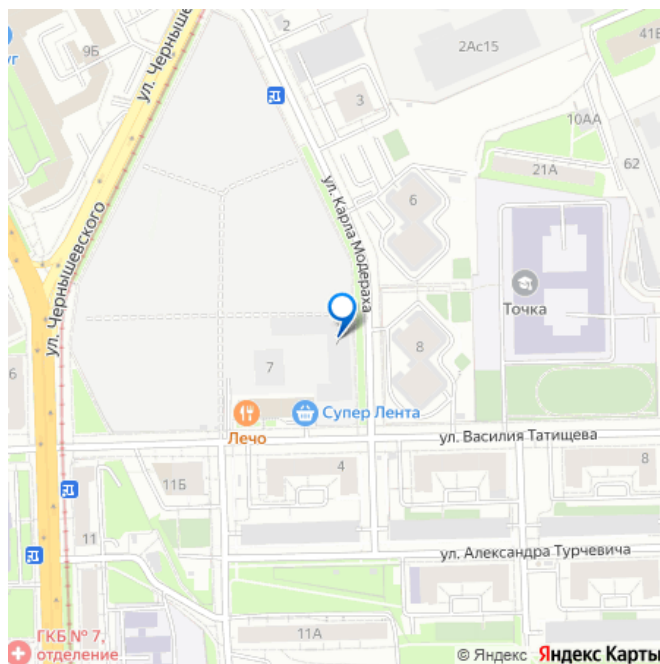 ул. Чернышевского
2
2Ас15
41Б
9Б
3
10АА
62
21А
ул. Карла Модераха
6
ул. Чернышевского
Точка
8
7
6
Супер Лента
Лечо
ул. Василия Татищева
4
8
11Б
11
ул. Александра Турчевича
11А
ГКБ № 7,
отделение
© Яндекс Яндекс Карты